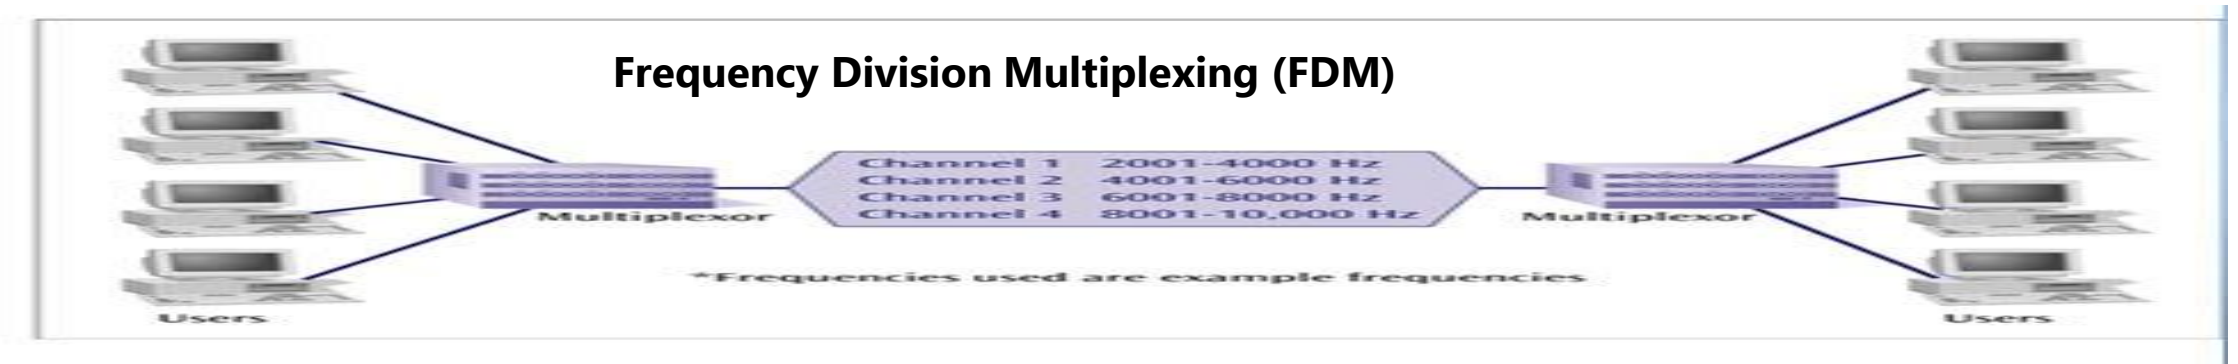 Frequency Division Multiplexing (FDM)
Channel 1 2001-4000 Hz
Channel 2 4001-6000 Hz
Channel 3 6001-8000 Hz
Channel 4 8001-10,000 Hz
Multiplexor
Multiplexor
*Frequencies used are example frequencies
Users
Users